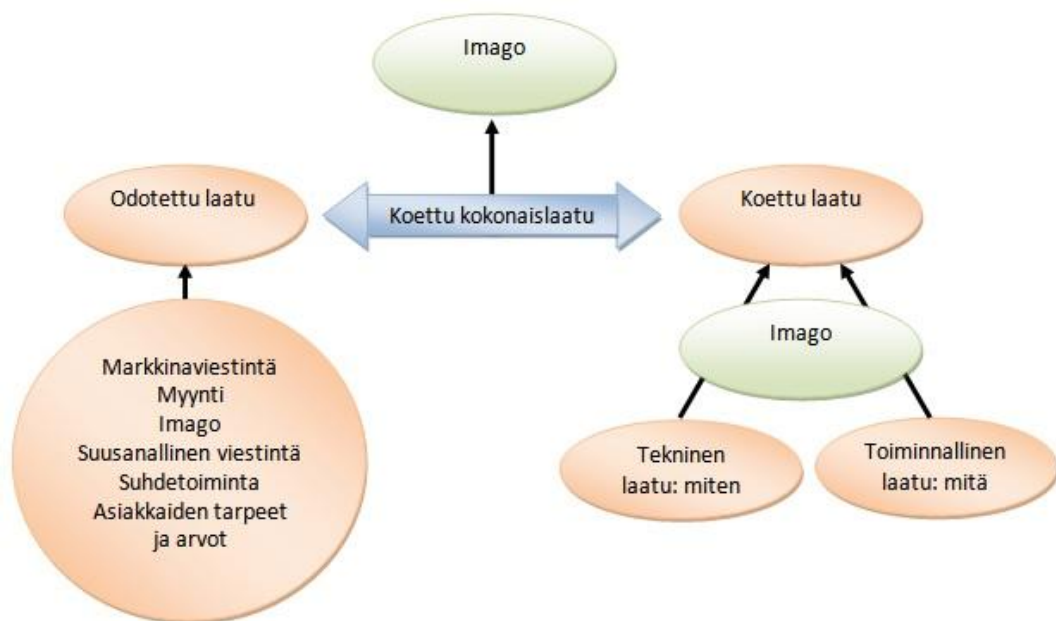 Imago
Odotettu laatu
Koettu kokonaislaatu
Koettu laatu
Markkinaviestintä
Myynti
Imago
Suusanallinen viestintä
Suhdetoiminta
Asiakkaiden tarpeet
ja arvot
Imago
Tekninen
laatu: miten
Toiminnallinen
laatu: mitä